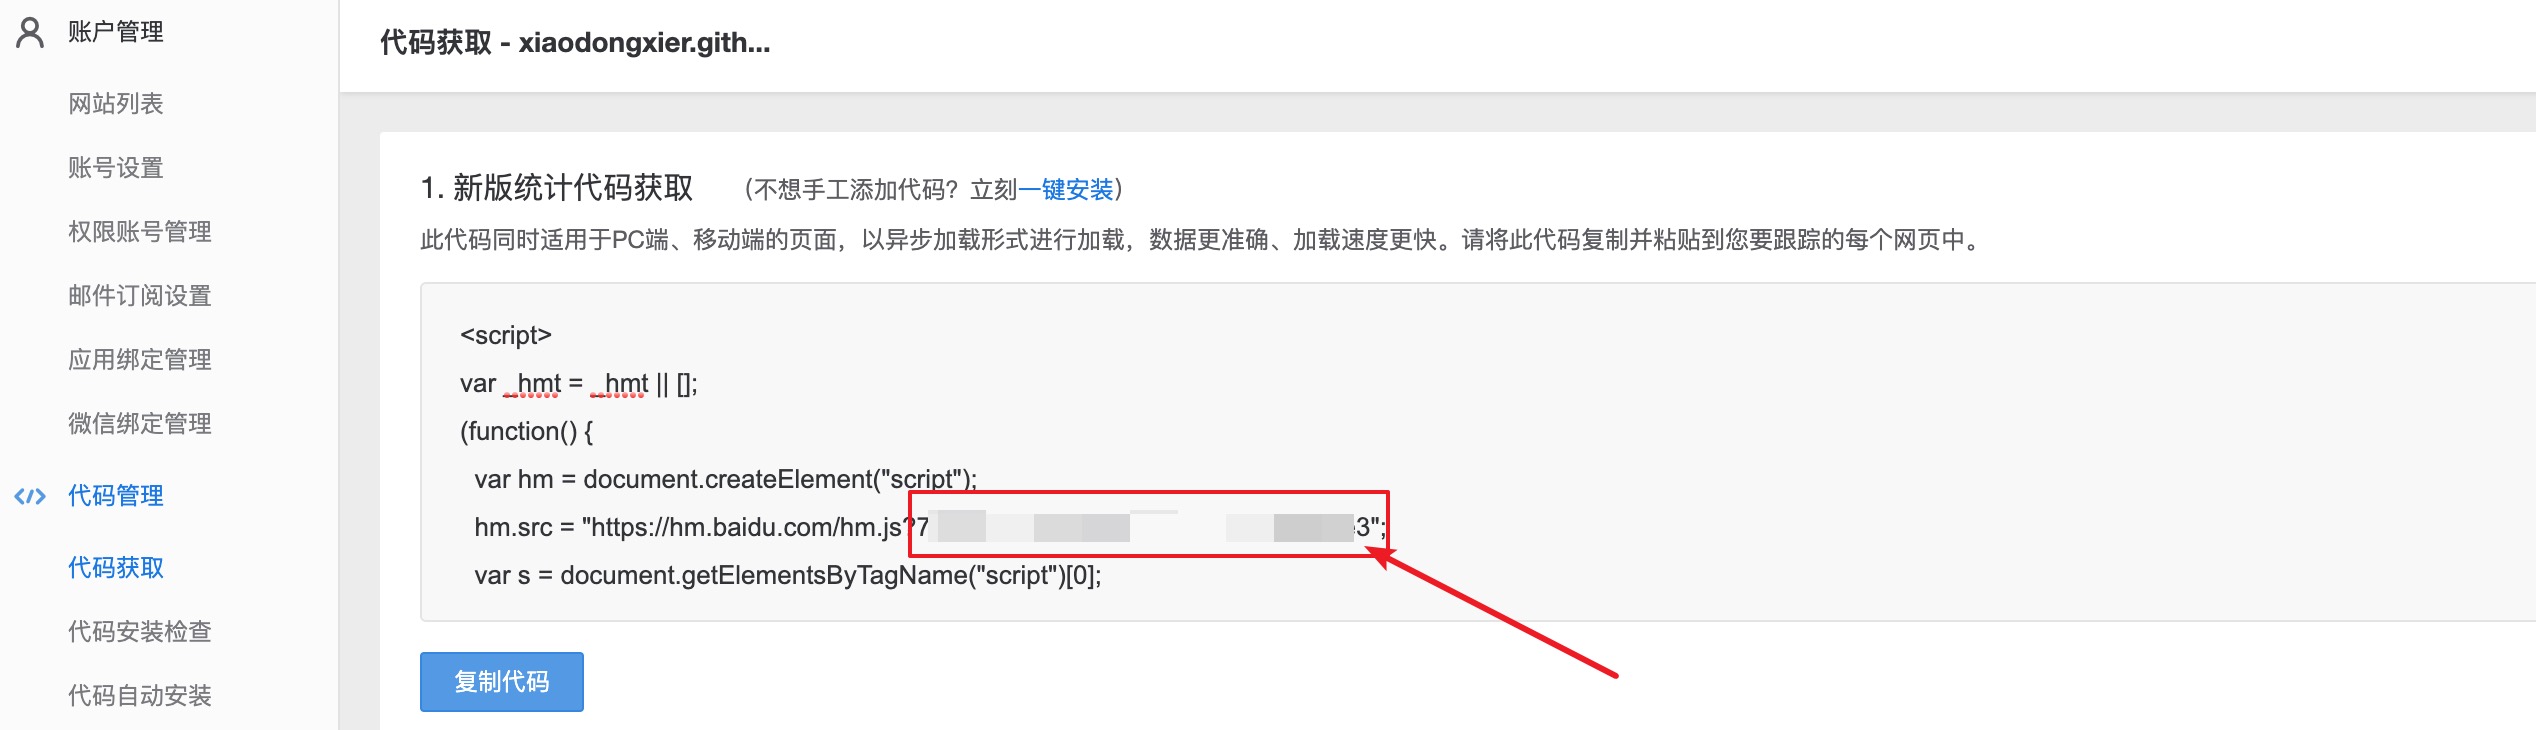 账户管理
网站列表
账号设置
权限账号管理
邮件订阅设置
应用绑定管理
微信绑定管理
</> 代码管理
代码获取
代码安装检查
代码自动安装
代码获取 - xiaodongxier.gith...
1. 新版统计代码获取 （不想手工添加代码？立刻一键安装）
此代码同时适用于PC端、移动端的页面，以异步加载形式进行加载，数据更准确、加载速度更快。请将此代码复制并粘贴到您要跟踪的每个网页中。
<script>
var _hmt = _hmt || [];
(function() {
var hm = document.createElement("script");
hm.src = "https://hm.baidu.com/hm.js?7 3";
var s = document.getElementsByTagName("script")[0];
复制代码